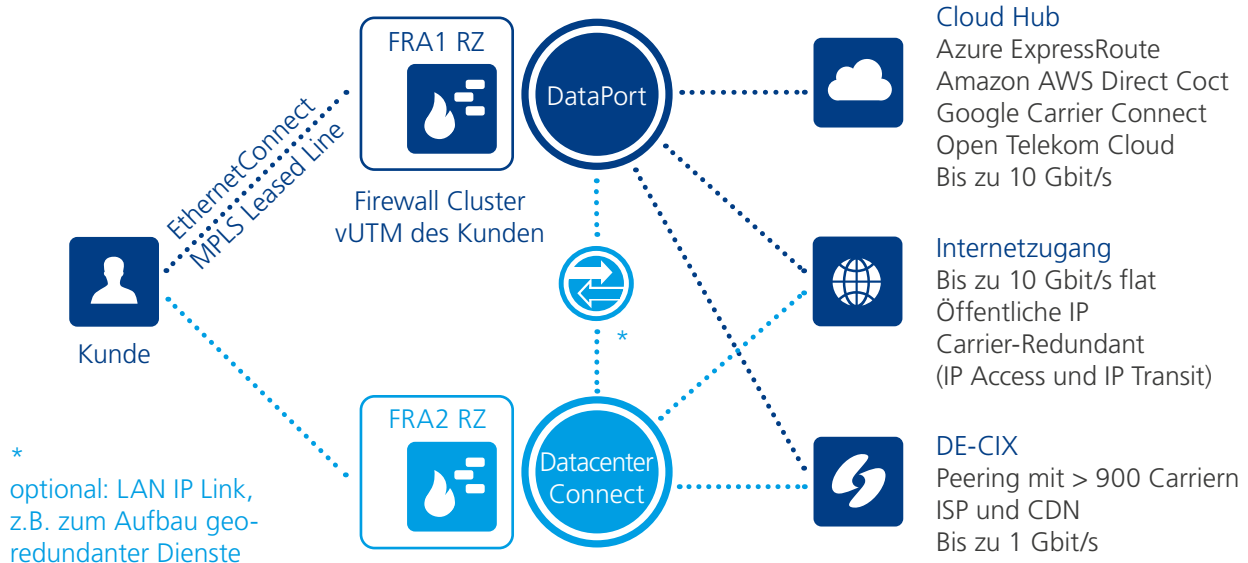 FRA1 RZ
DataPort
EthernetConnect
MPLS Leased Line
Firewall Cluster
vUTM des Kunden
Kunde
*
FRA2 RZ
Datacenter
Connect
*
optional: LAN IP Link,
z.B. zum Aufbau geo-
redundanter Dienste
Cloud Hub
Azure ExpressRoute
Amazon AWS Direct Coct
Google Carrier Connect
Open Telekom Cloud
Bis zu 10 Gbit/s
Internetzugang
Bis zu 10 Gbit/s flat
Öffentliche IP
Carrier-Redundant
(IP Access und IP Transit)
DE-CIX
Peering mit > 900 Carriern
ISP und CDN
Bis zu 1 Gbit/s